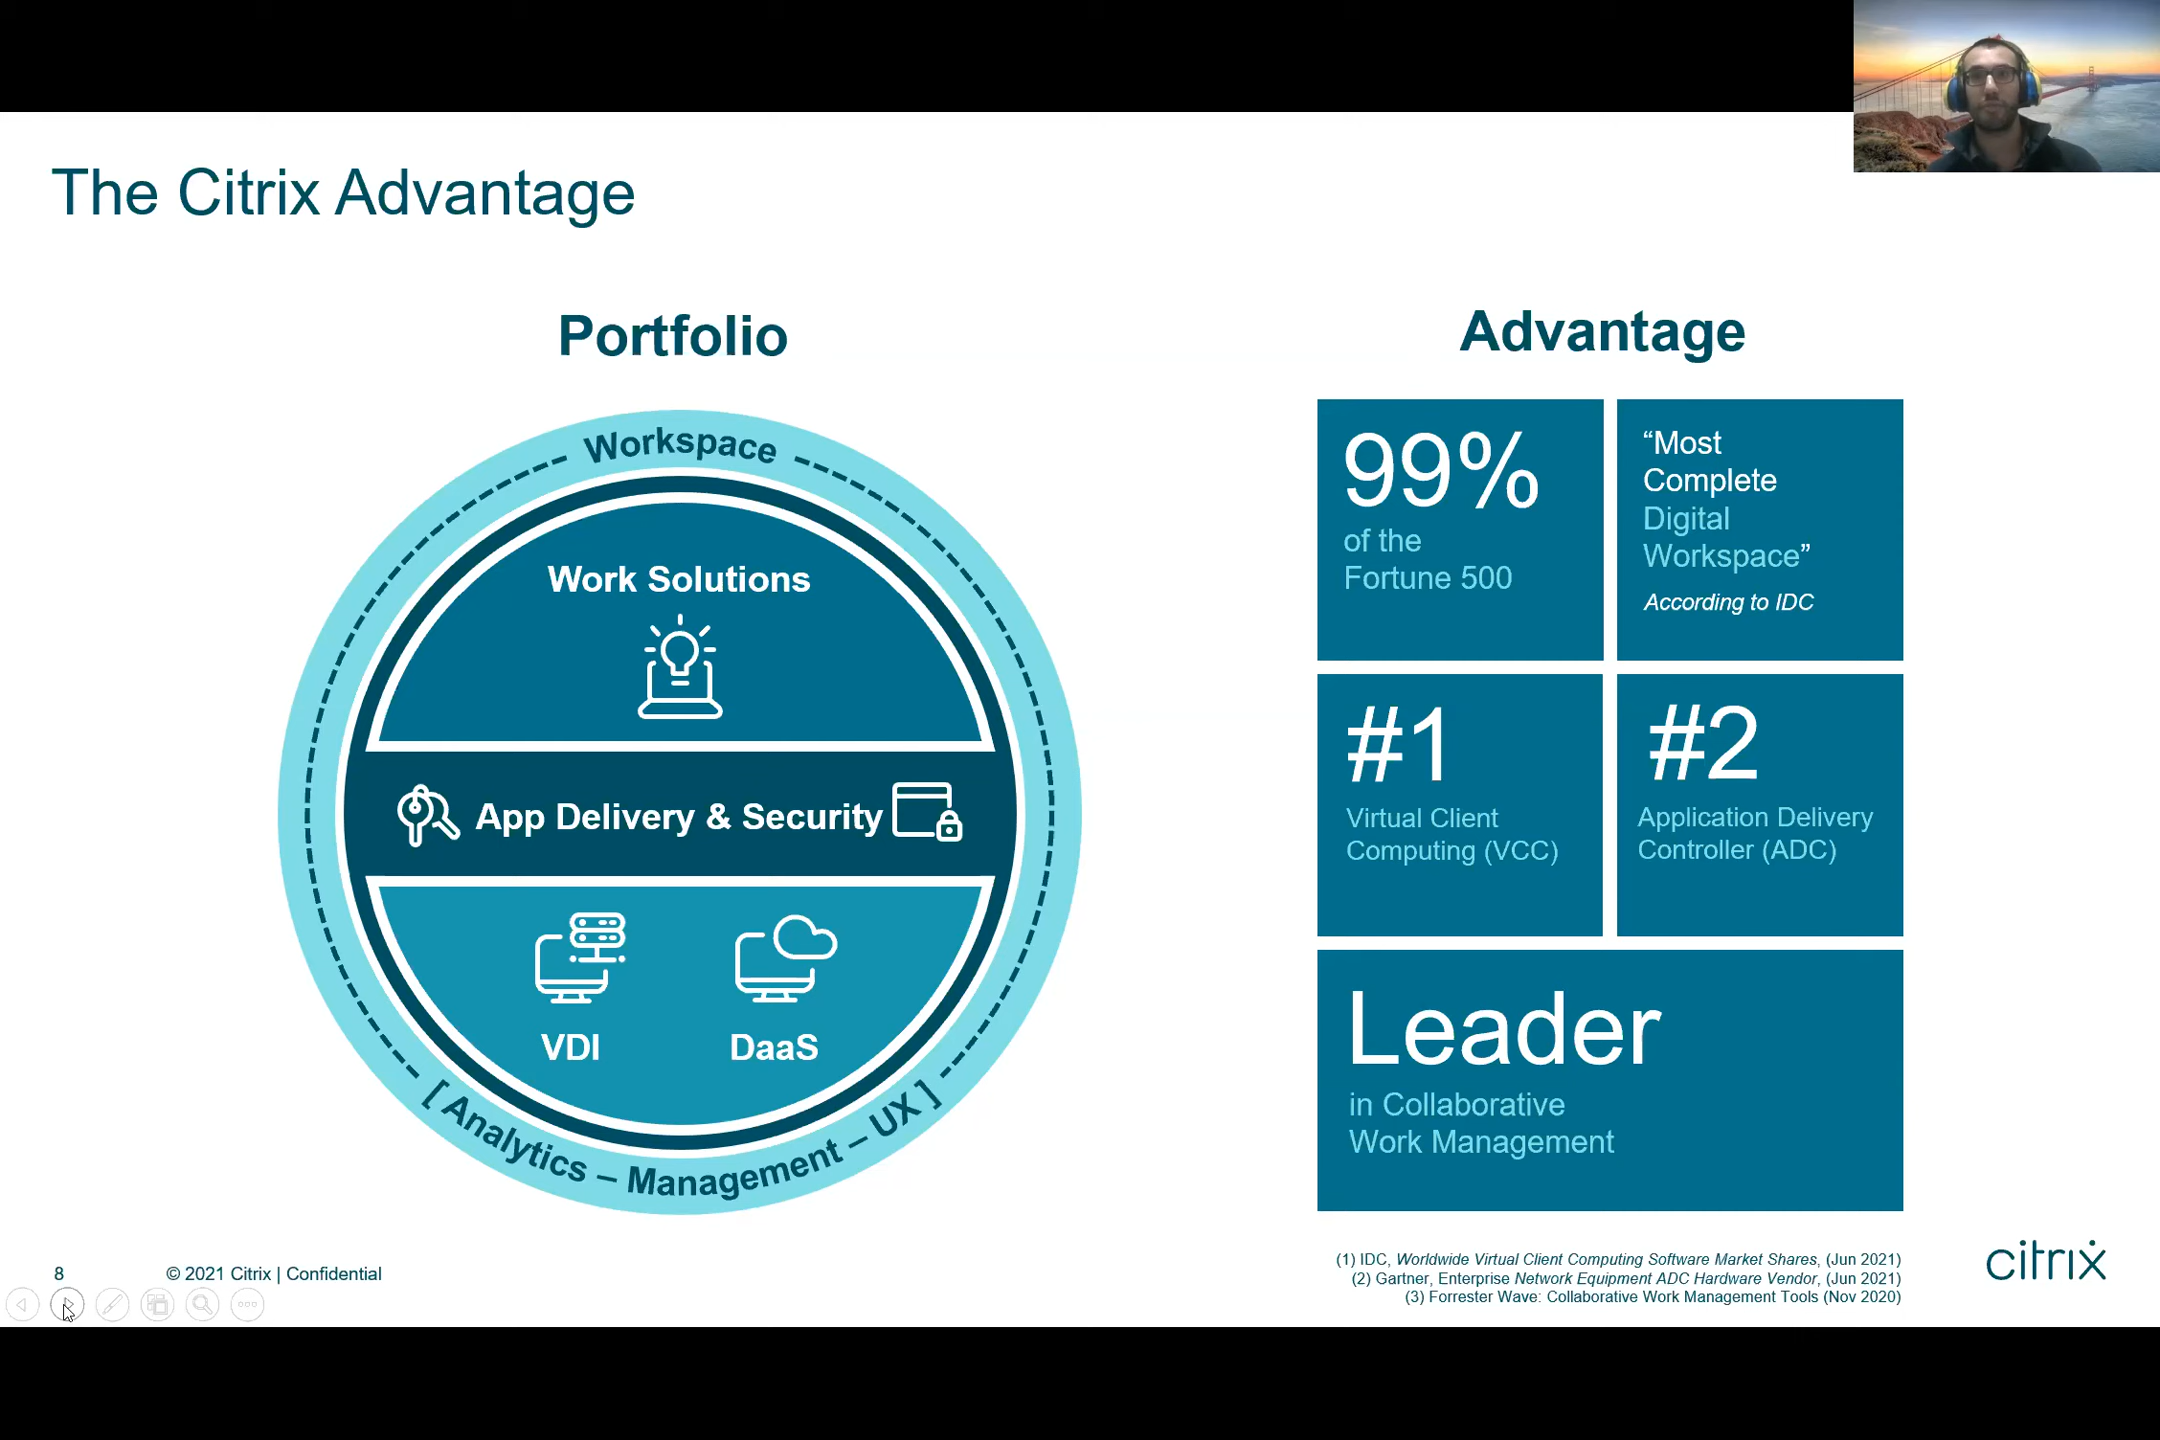 The Citrix Advantage
Portfolio
Workspace
Work Solutions
App Delivery & Security
VDI
DaaS
[ Analytics – Management – UX ]
Advantage
99%
of the
Fortune 500
“Most
Complete
Digital
Workspace”
According to IDC
#1
Virtual Client
Computing (VCC)
#2
Application Delivery
Controller (ADC)
Leader
in Collaborative
Work Management
(1) IDC, Worldwide Virtual Client Computing Software Market Shares, (Jun 2021)
(2) Gartner, Enterprise Network Equipment ADC Hardware Vendor, (Jun 2021)
(3) Forrester Wave: Collaborative Work Management Tools (Nov 2020)
citrix
8
© 2021 Citrix | Confidential